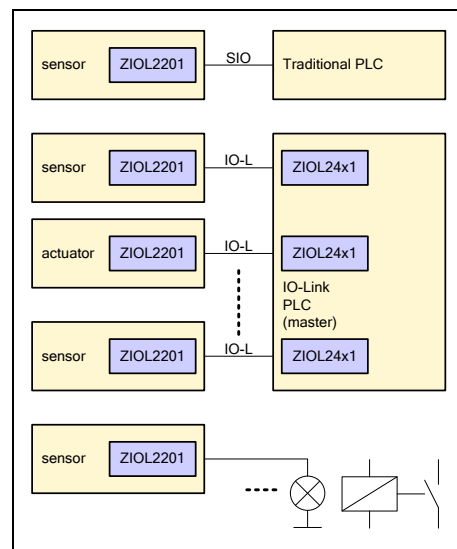 sensor ZIOL2201 SIO Traditional PLC
sensor ZIOL2201 IO-L ZIOL24x1
actuator ZIOL2201 IO-L ZIOL24x1
IO-Link
PLC
(master)
sensor ZIOL2201 IO-L ZIOL24x1
sensor ZIOL2201